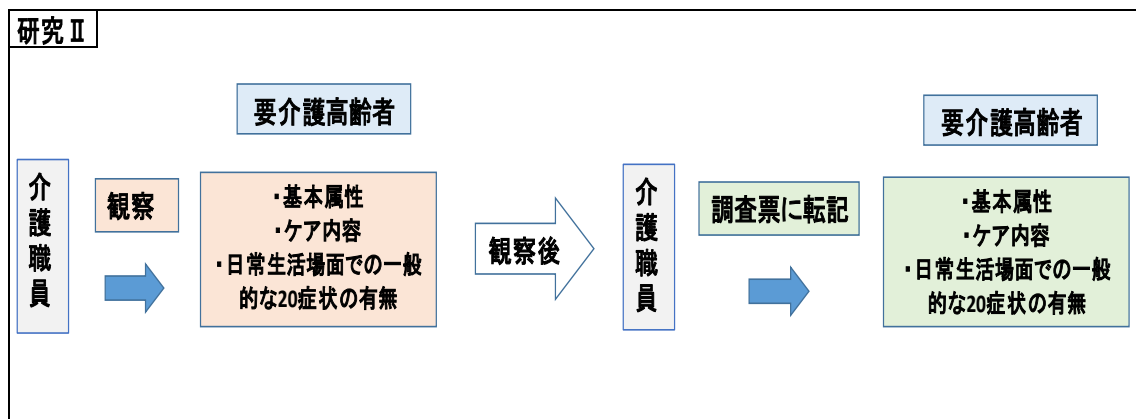 研究Ⅱ
要介護高齢者
介護職員
観察
・基本属性
・ケア内容
・日常生活場面での一般
的な20症状の有無
観察後
要介護高齢者
介護職員
調査票に転記
・基本属性
・ケア内容
・日常生活場面での一般
的な20症状の有無